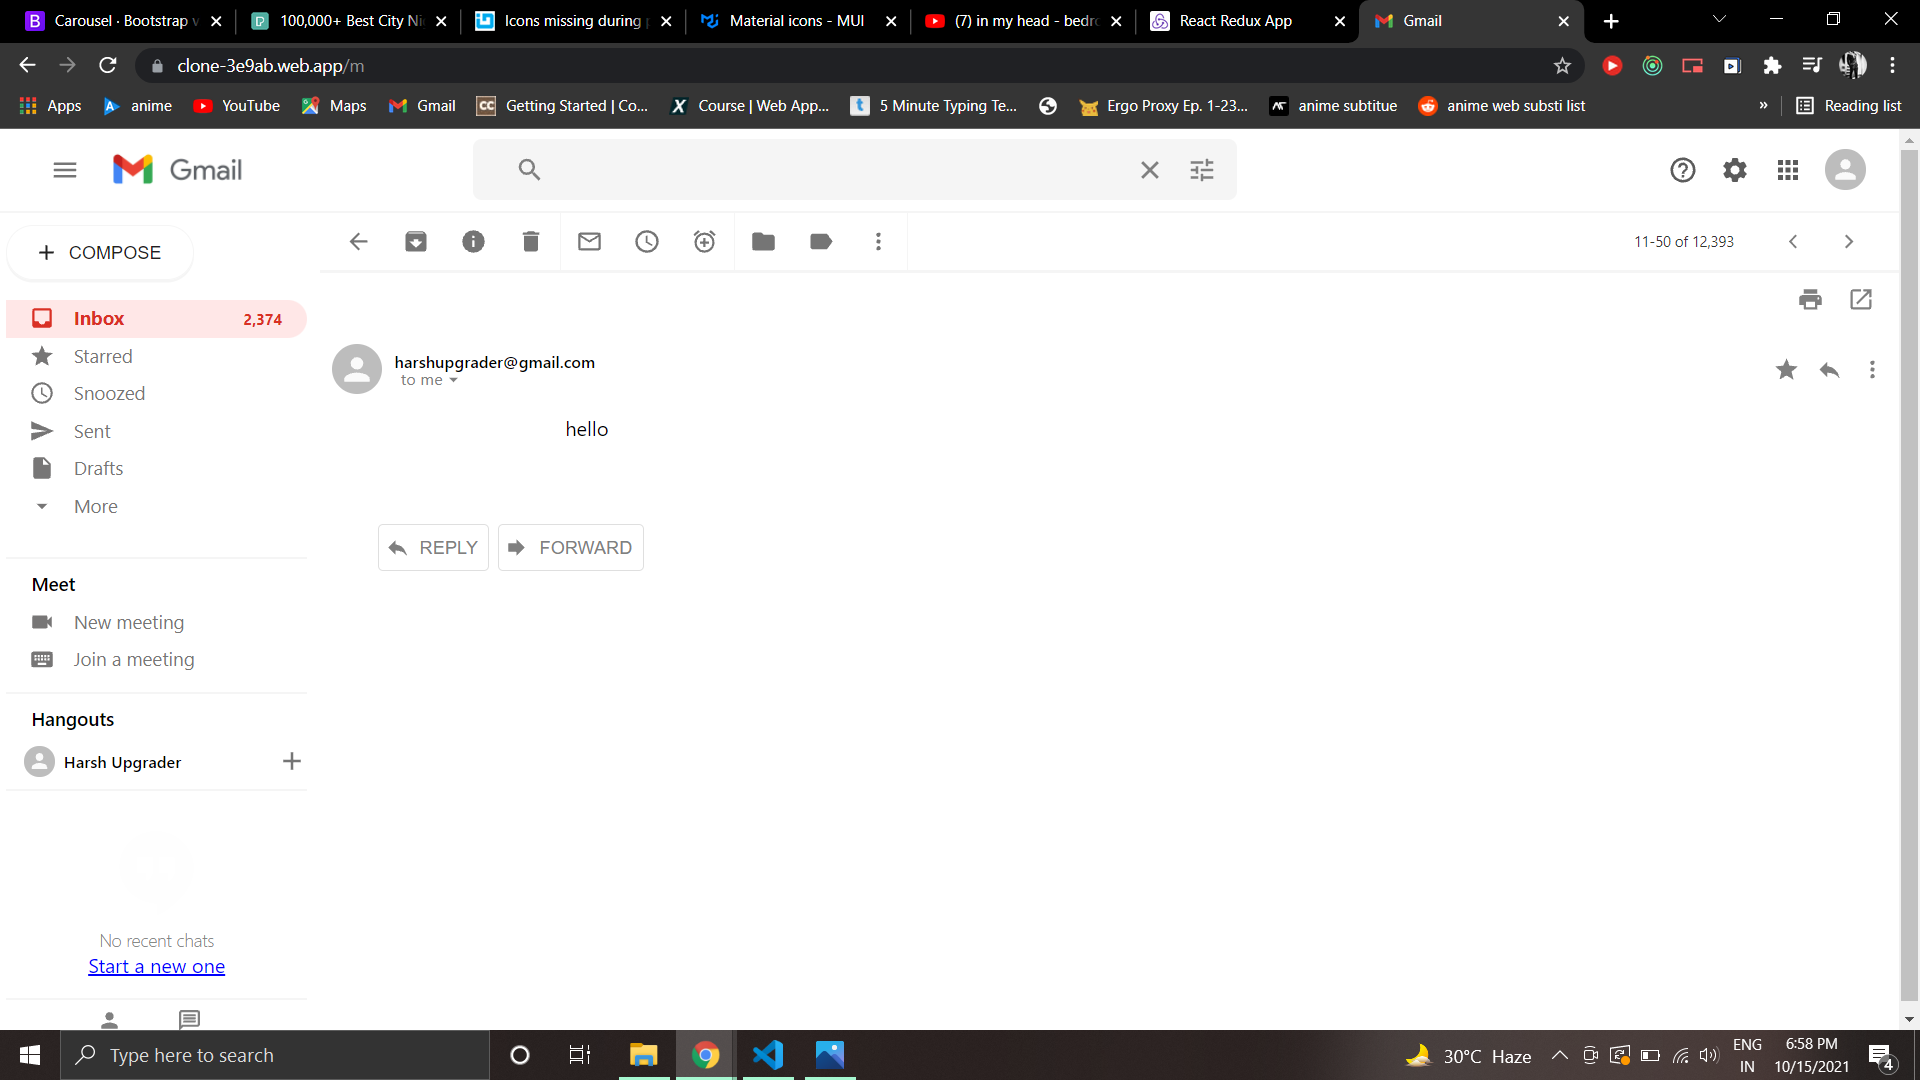 Carousel · Bootstrap v
100,000+ Best City Ni
Icons missing during
Material icons - MUI
(7) in my head - bedr
React Redux App
Gmail
clone-3e9ab.web.app/m
Apps
anime
YouTube
Maps
Gmail
Getting Started | Co...
Course | Web App...
5 Minute Typing Te...
Ergo Proxy Ep. 1-23...
anime subtitue
anime web substi list
»
Reading list
Gmail
COMPOSE
11-50 of 12,393
Inbox 2,374
Starred
Snoozed
Sent
Drafts
More
harshupgrader@gmail.com
to me
hello
REPLY
FORWARD
Meet
New meeting
Join a meeting
Hangouts
Harsh Upgrader
No recent chats
Start a new one
Type here to search
30°C Haze
ENG
IN
6:58 PM
10/15/2021
4